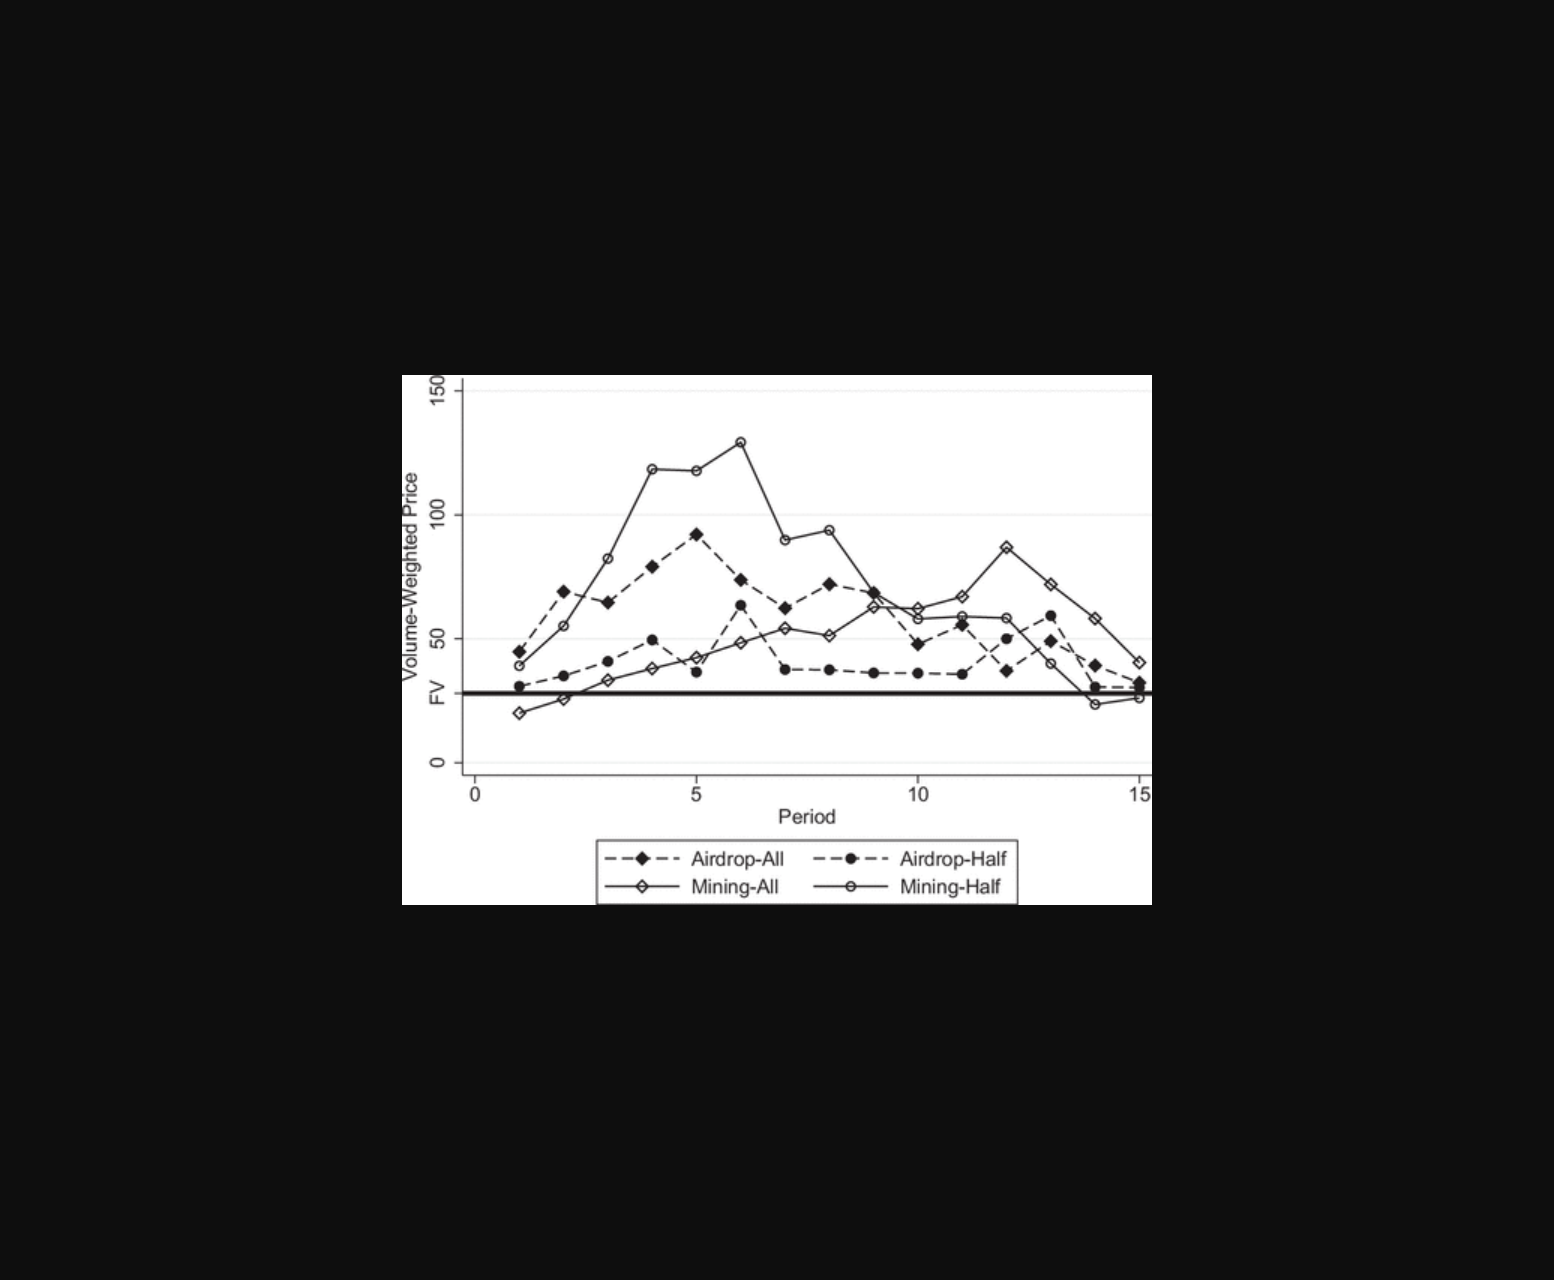 150
100
50
FV
0
Volume-Weighted Price
0 5 10 15
Period
Airdrop-All Airdrop-Half
Mining-All Mining-Half